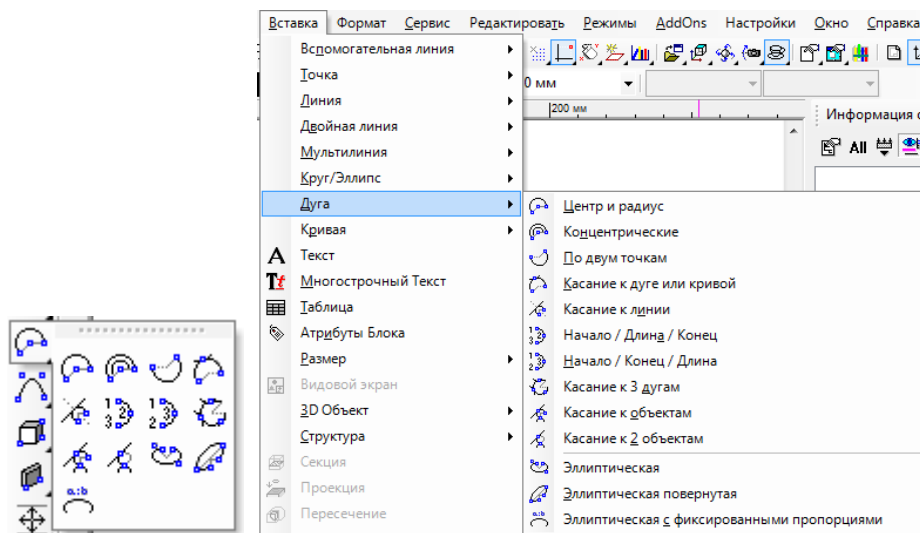 Вставка Формат Сервис Редактировать Режимы AddOns Настройки Окно Справка
0 мм
200 мм
Информация
All
Вспомогательная линия
Точка
Линия
Двойная линия
Мультилиния
Круг/Эллипс
Дуга
Кривая
Текст
Многострочный Текст
Таблица
Атрибуты Блока
Размер
Видовой экран
3D Объект
Структура
Секция
Проекция
Пересечение
Центр и радиус
Концентрические
По двум точкам
Касание к дуге или кривой
Касание к линии
Начало / Длина / Конец
Начало / Конец / Длина
Касание к 3 дугам
Касание к объектам
Касание к 2 объектам
Эллиптическая
Эллиптическая повернутая
Эллиптическая с фиксированными пропорциями
a:b